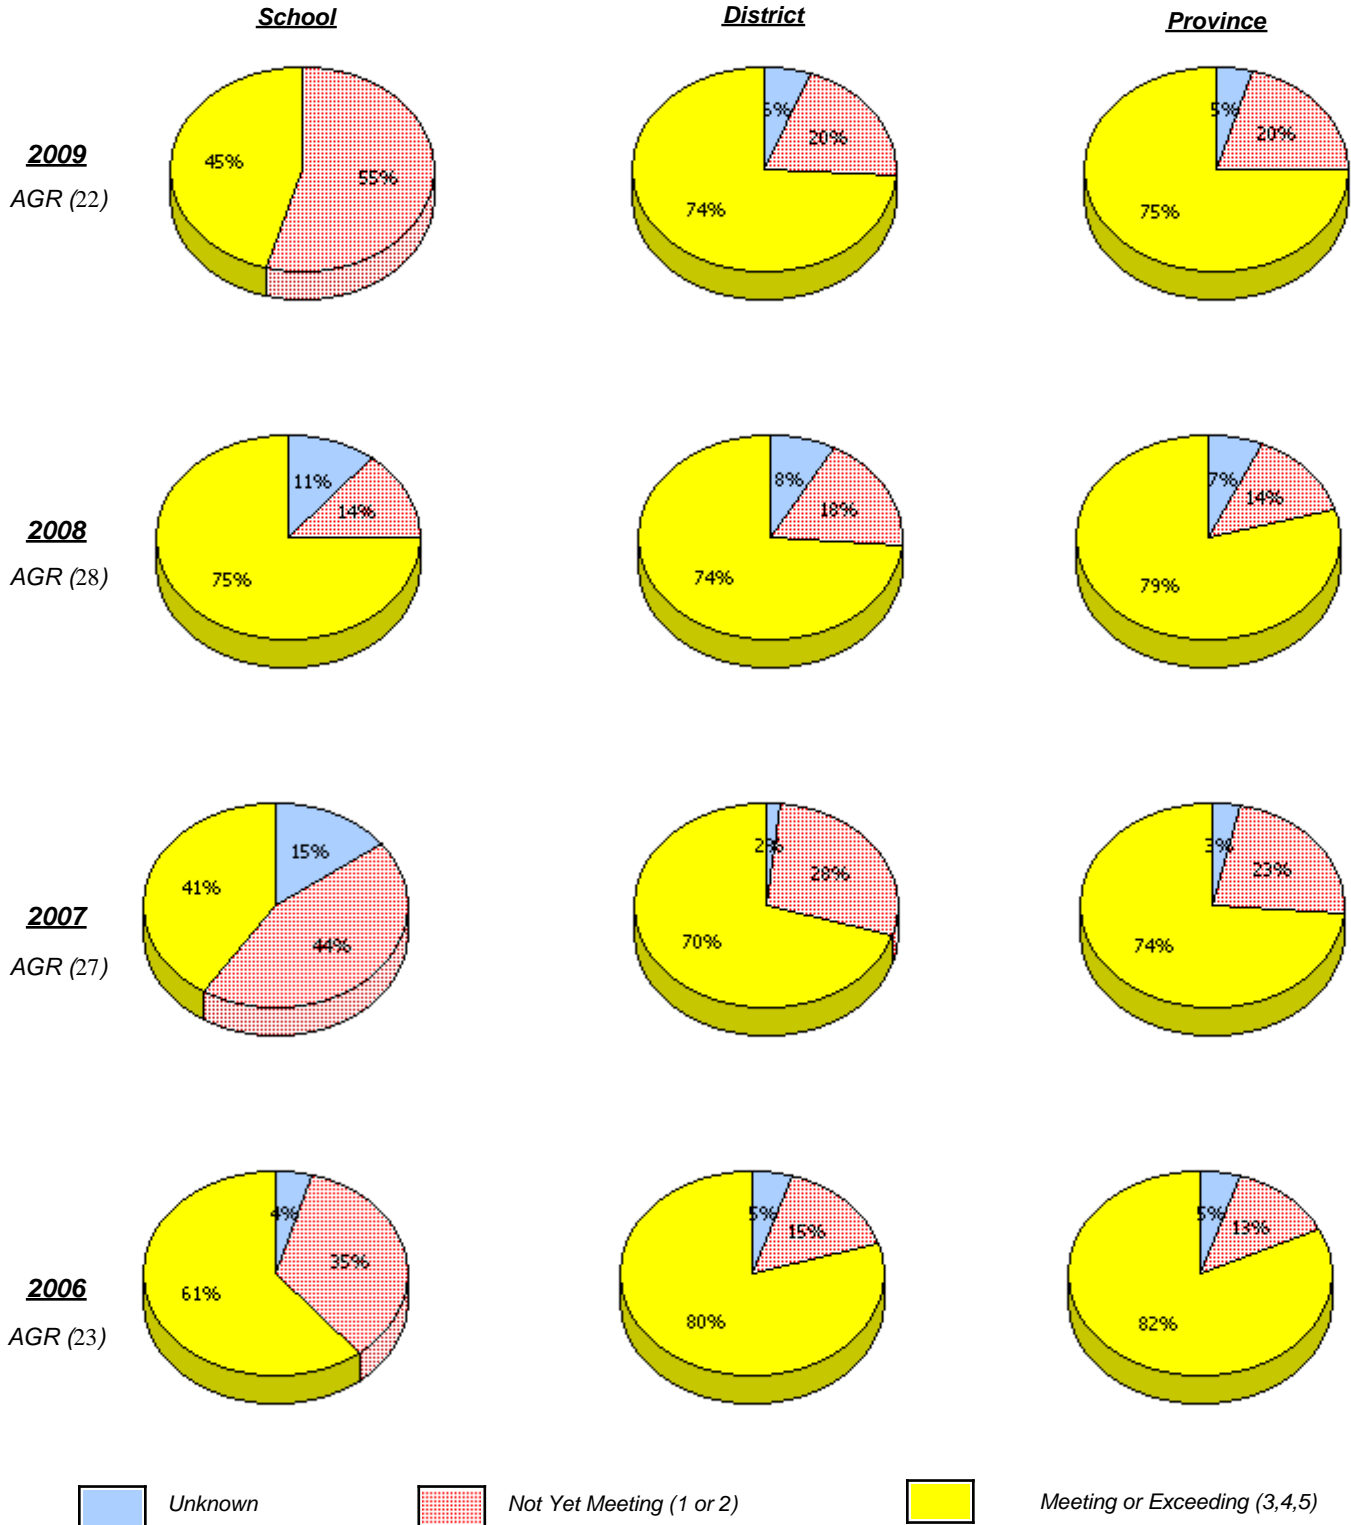 School District Province
2009
AGR (22)
45% 55%
20%
74%
5% 20%
75%
2008
AGR (28)
11% 14% 75%
8% 18% 74%
7% 14% 79%
2007
AGR (27)
15% 44% 41%
2% 28% 70%
3% 23% 74%
2006
AGR (23)
4% 35% 61%
5% 15% 80%
5% 13% 82%
Unknown Not Yet Meeting (1 or 2) Meeting or Exceeding (3,4,5)